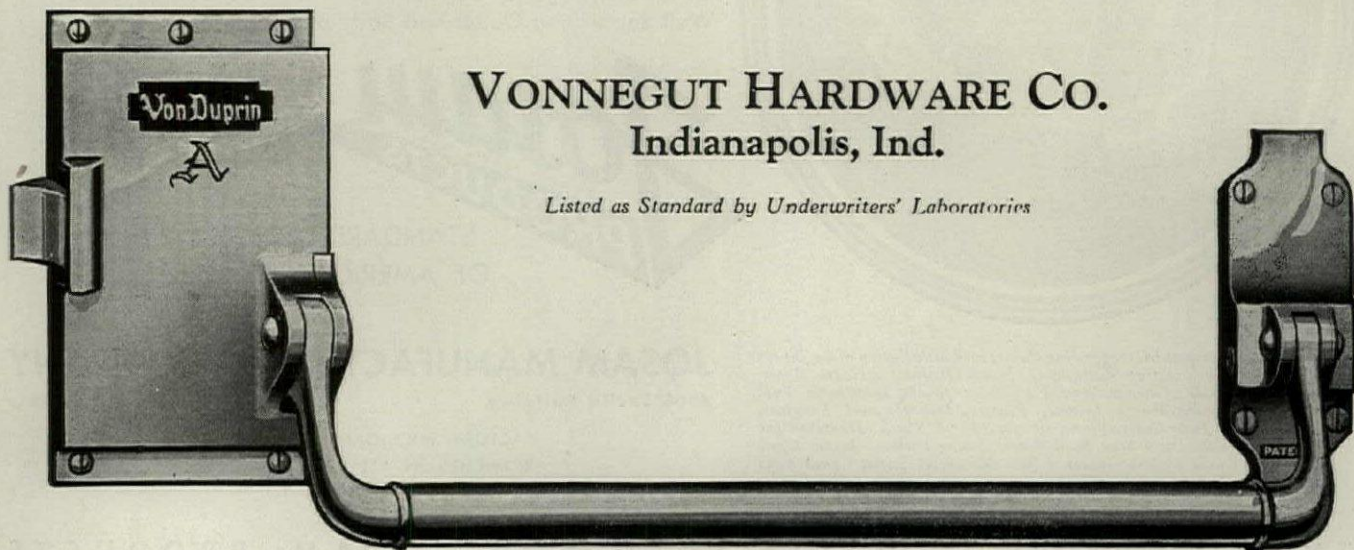 Von Duprin
A
VONNEGUT HARDWARE CO.
Indianapolis, Ind.
Listed as Standard by Underwriters' Laboratories